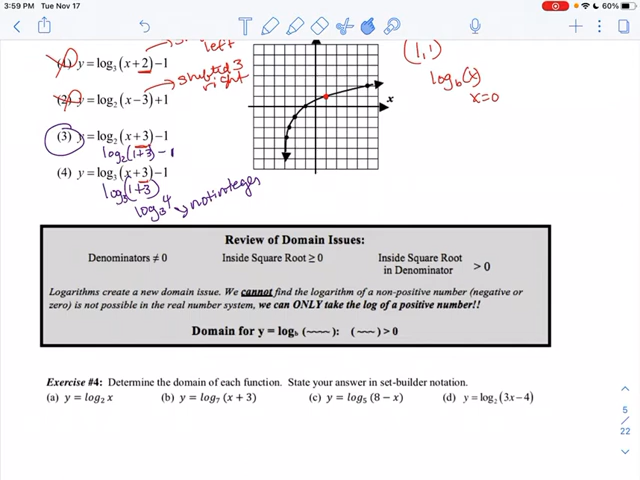 3:59 PM Tue Nov 17
60%
left
(1) y = log₃ (x + 2) − 1
shifted 3
right
(2) y = log₂ (x − 3) + 1
(3) y = log₂ (x + 3) − 1
log₂ (1+3) − 1
(4) y = log₃ (x + 3) − 1
log₃ (1+3)
log₃ 4 → not integer
x
(1,1)
log_b (x)
x=0
Review of Domain Issues:
Denominators ≠ 0
Inside Square Root ≥ 0
Inside Square Root
in Denominator > 0
Logarithms create a new domain issue. We cannot find the logarithm of a non-positive number (negative or
zero) is not possible in the real number system, we can ONLY take the log of a positive number!!
Domain for y = log_b (~~~): (~~) > 0
Exercise #4: Determine the domain of each function. State your answer in set-builder notation.
(a) y = log₂ x (b) y = log₇ (x + 3) (c) y = log₅ (8 − x) (d) y = log₂ (3x − 4)
5
/
22